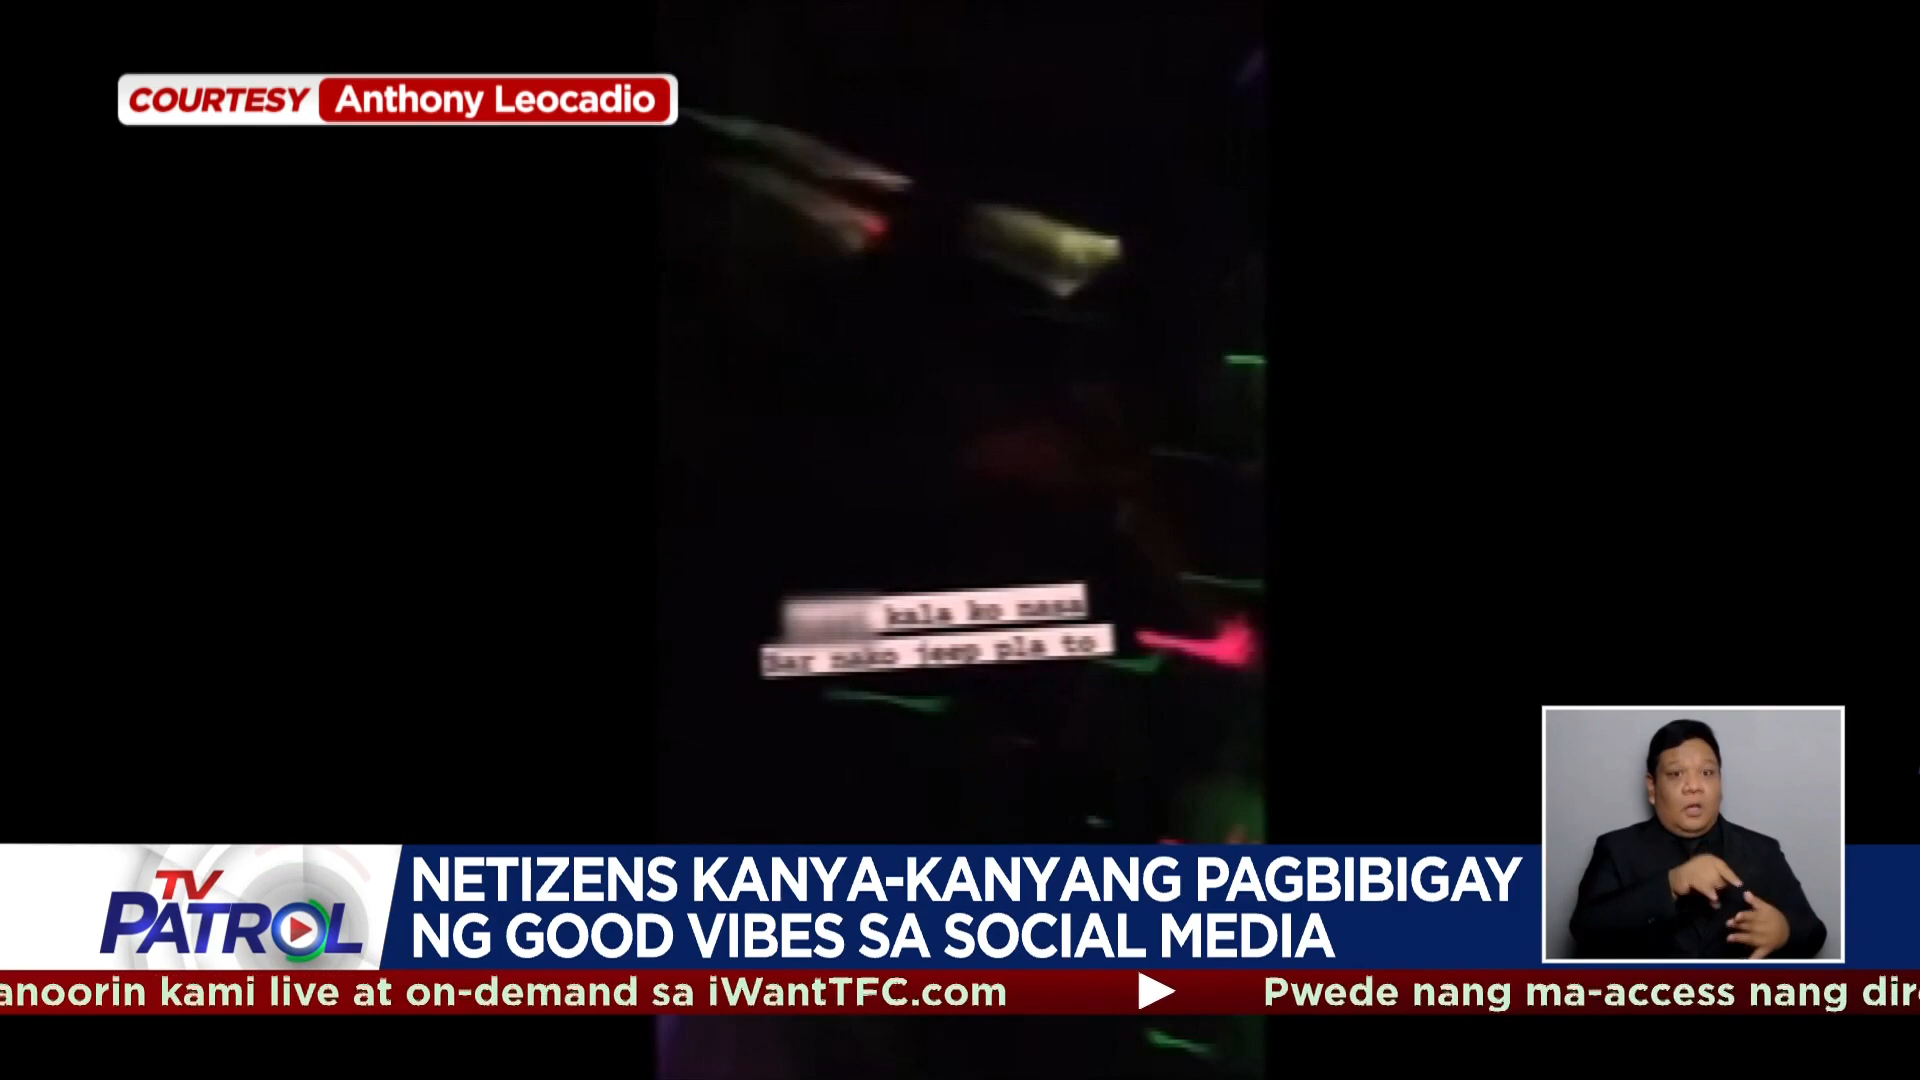 COURTESY Anthony Leocadio
kala ko nasa
Bar nako jeep pla to
TV
PATROL
NETIZENS KANYA-KANYANG PAGBIBIGAY
NG GOOD VIBES SA SOCIAL MEDIA
anoorin kami live at on-demand sa iWantTFC.com Pwede nang ma-access nang dir